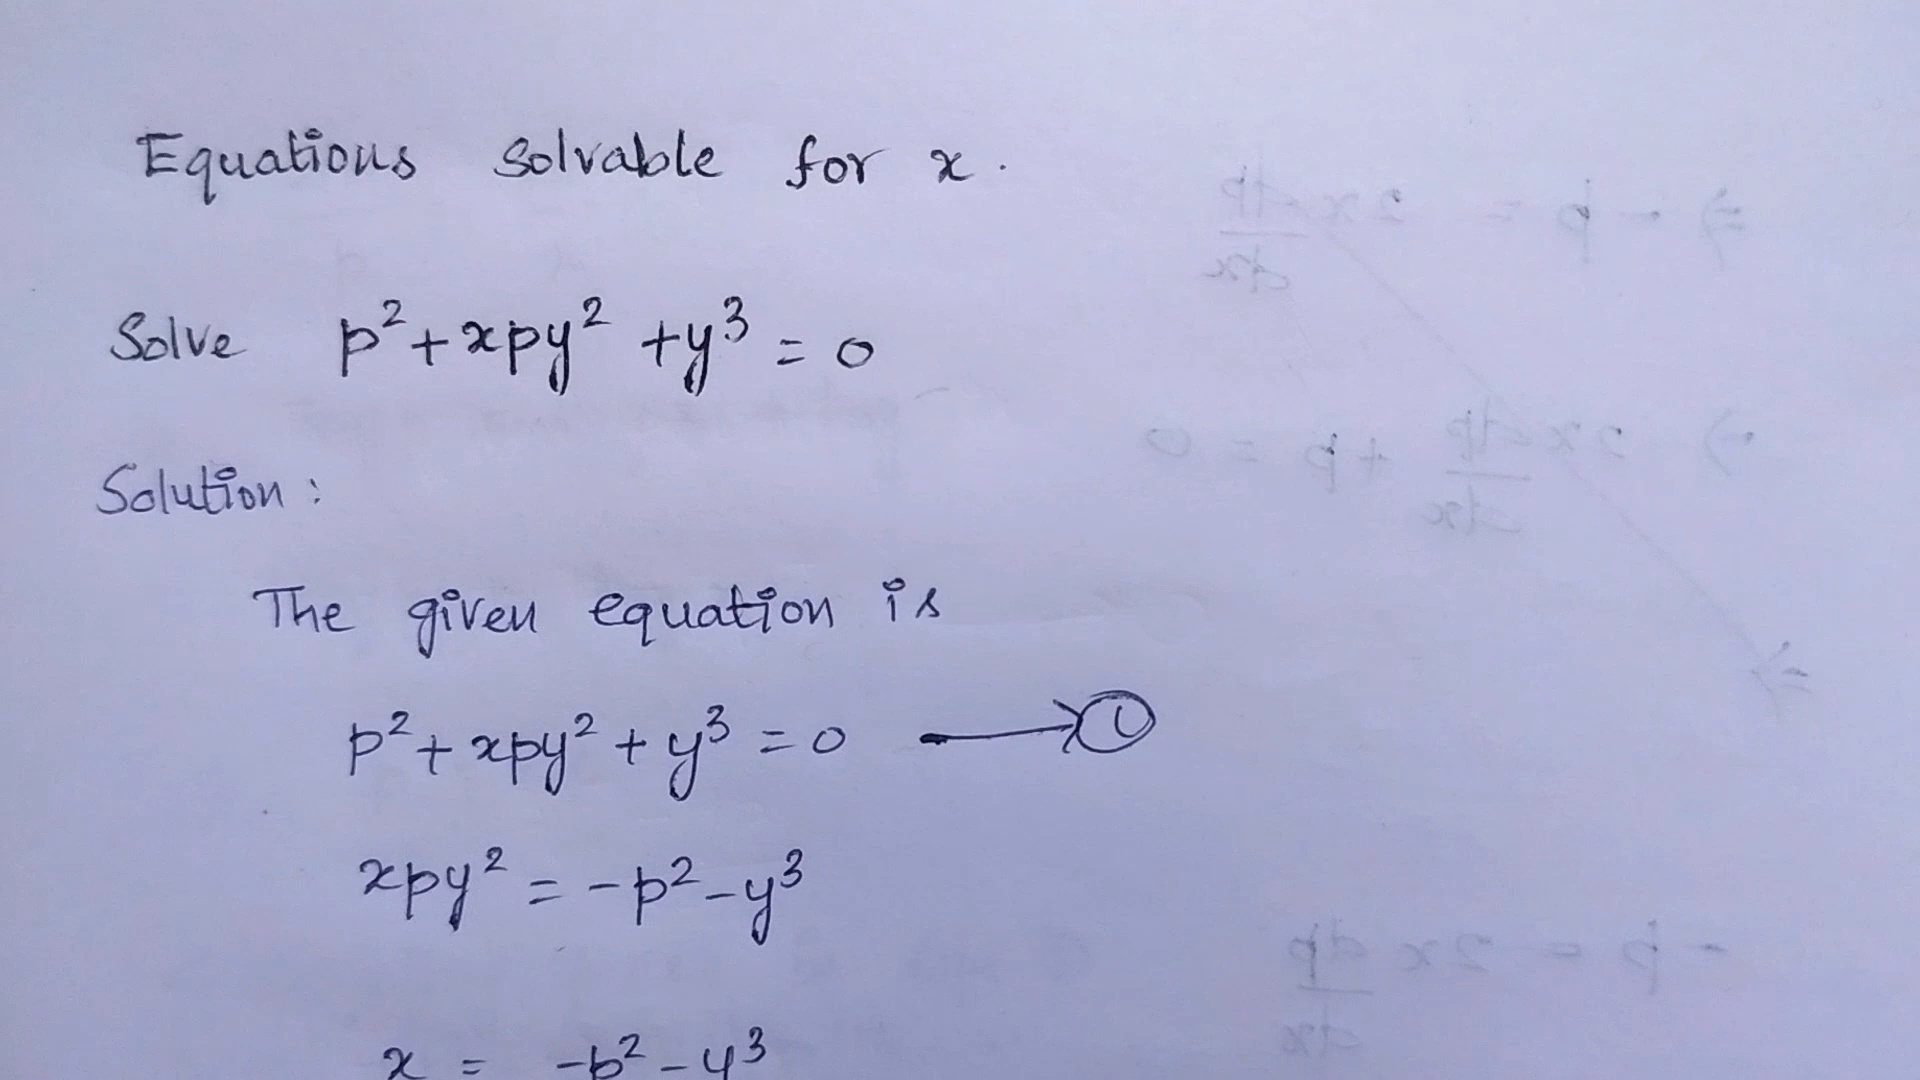 Equations solvable for x.
Solve p²+xpy²+y³=0
Solution:
The given equation is
p²+xpy²+y³=0 ⟶ ①
xpy²=-p²-y³
x = -p²-y³